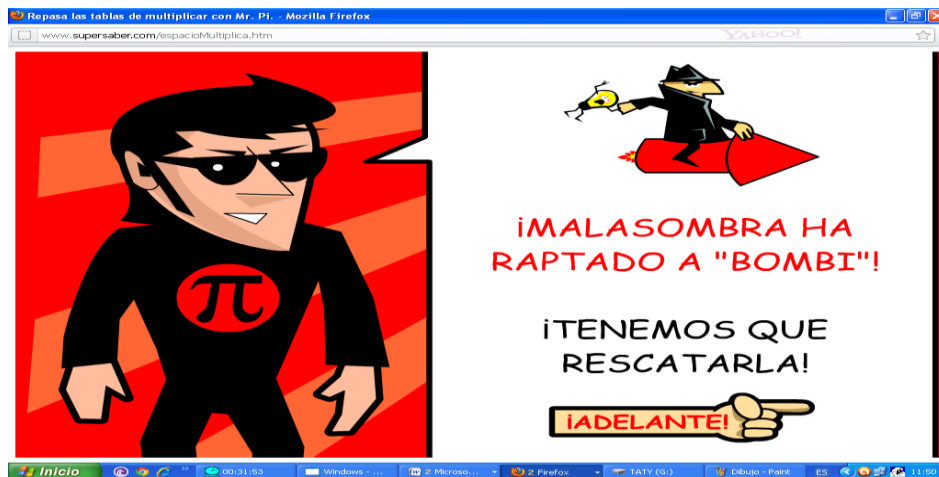 Repasa las tablas de multiplicar con Mr. Pi. - Mozilla Firefox
www.supersaber.com/espacioMultiplica.htm
YAHOO!
π
¡MALASOMBRA HA
RAPTADO A "BOMBI"!
¡TENEMOS QUE
RESCATARLA!
¡ADELANTE!
Inicio
00:31:53
Windows - ...
2 Microso...
2 Firefox
TATY (G:)
Dibujo - Paint
ES
11:50